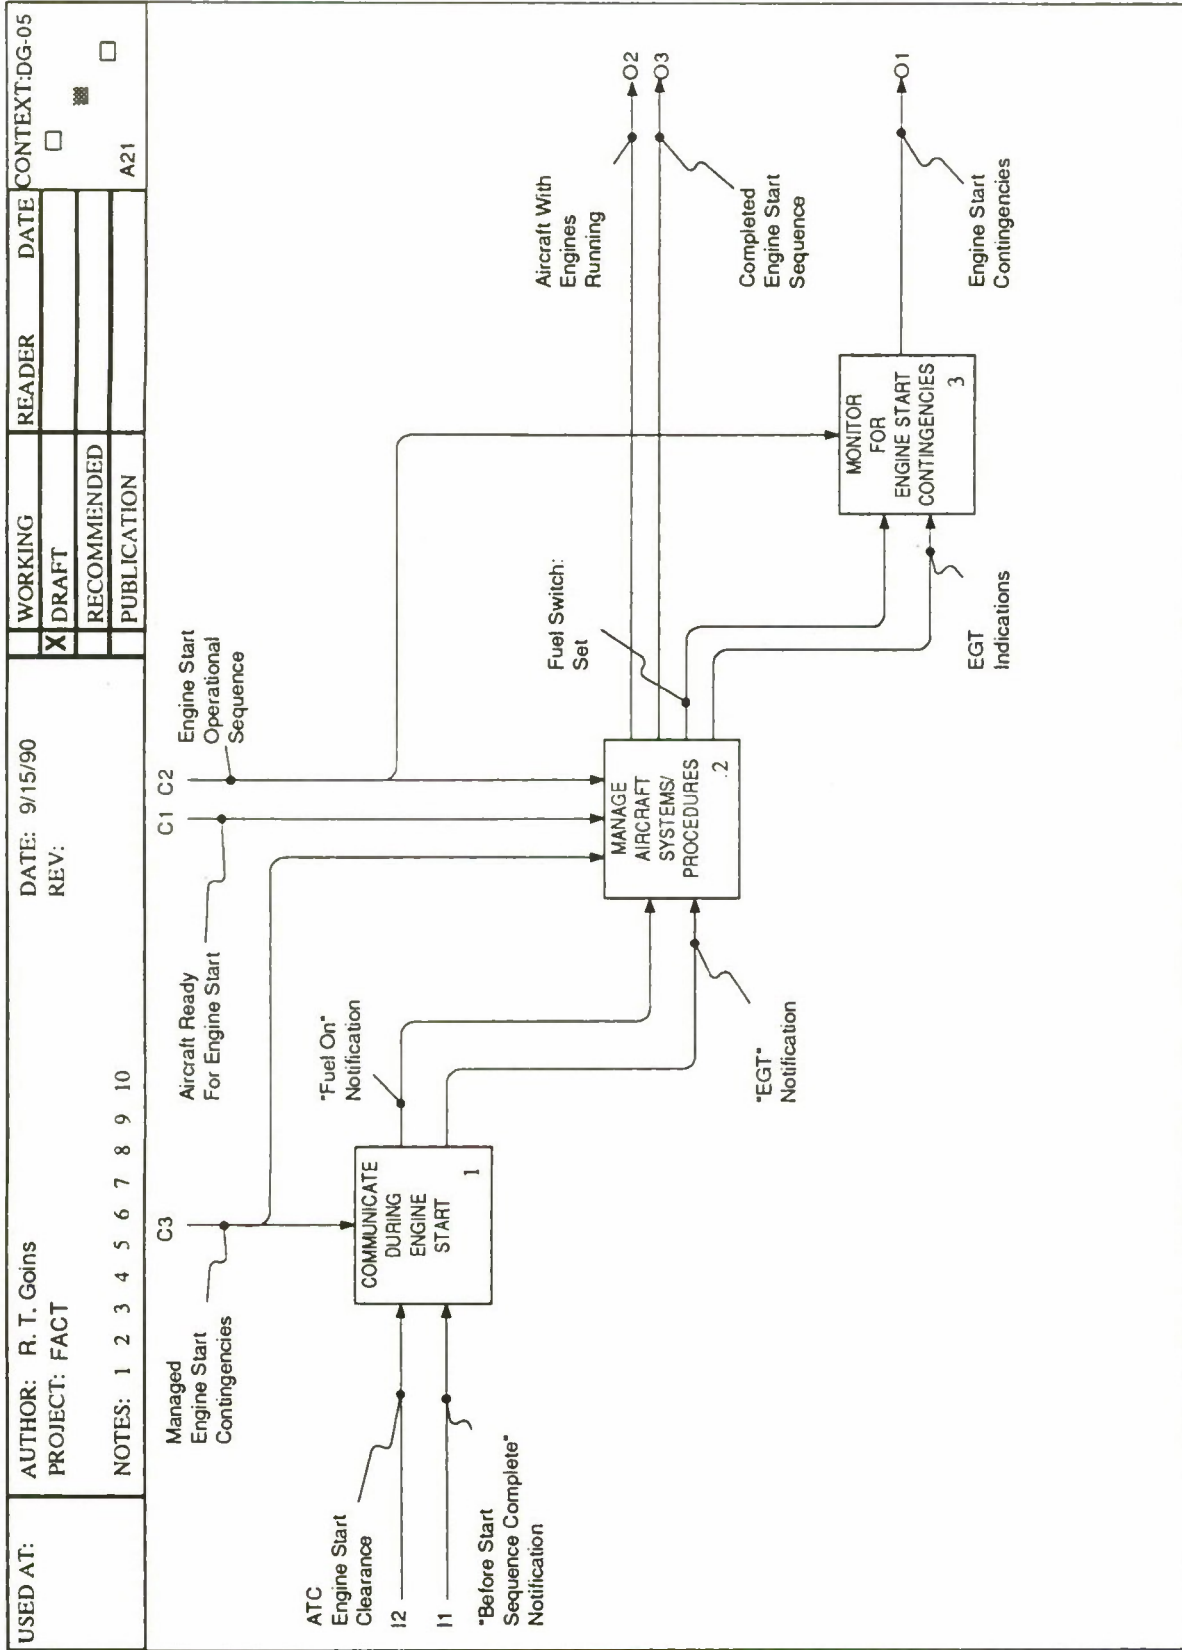 USED AT:
AUTHOR: R. T. Goins
PROJECT: FACT
NOTES: 1 2 3 4 5 6 7 8 9 10
DATE: 9/15/90
REV:
WORKING
X DRAFT
RECOMMENDED
PUBLICATION
READER DATE
CONTEXT:DG-05
A21
C3
C1 C2
Managed
Engine Start
Contingencies
Aircraft Ready
For Engine Start
Engine Start
Operational
Sequence
ATC
Engine Start
Clearance
I2
I1
"Before Start
Sequence Complete"
Notification
COMMUNICATE
DURING
ENGINE
START
1
"Fuel On"
Notification
"EGT"
Notification
MANAGE
AIRCRAFT
SYSTEMS/
PROCEDURES
2
Fuel Switch:
Set
EGT
Indications
Aircraft With
Engines
Running
O2
O3
Completed
Engine Start
Sequence
MONITOR
FOR
ENGINE START
CONTINGENCIES
3
O1
Engine Start
Contingencies